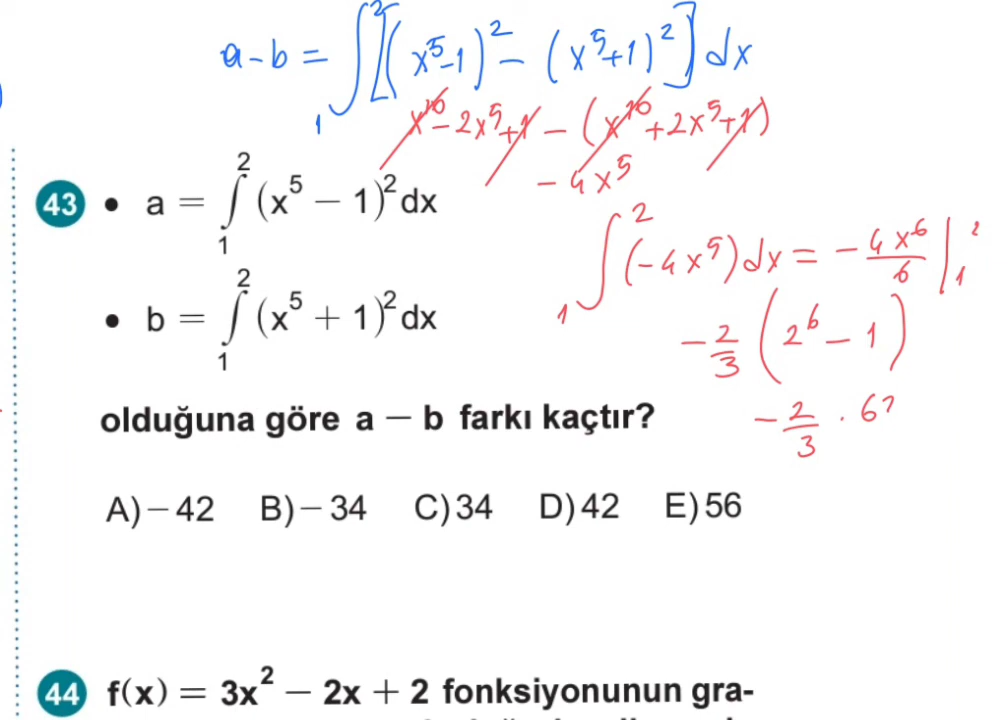 a - b = ∫₁² [(x⁵-1)² - (x⁵+1)²] dx
x¹⁰ - 2x⁵ + 1 - (x¹⁰ + 2x⁵ + 1)
- 4x⁵
43 • a = ∫₁² (x⁵ − 1)² dx
₁∫² (-4x⁵) dx = - 4x⁶/6 |₁²
• b = ∫₁² (x⁵ + 1)² dx
- 2/3 (2⁶ - 1)
olduğuna göre a − b farkı kaçtır?
- 2/3 .
A) − 42 B) − 34 C) 34 D) 42 E) 56
44 f(x) = 3x² − 2x + 2 fonksiyonunun gra-